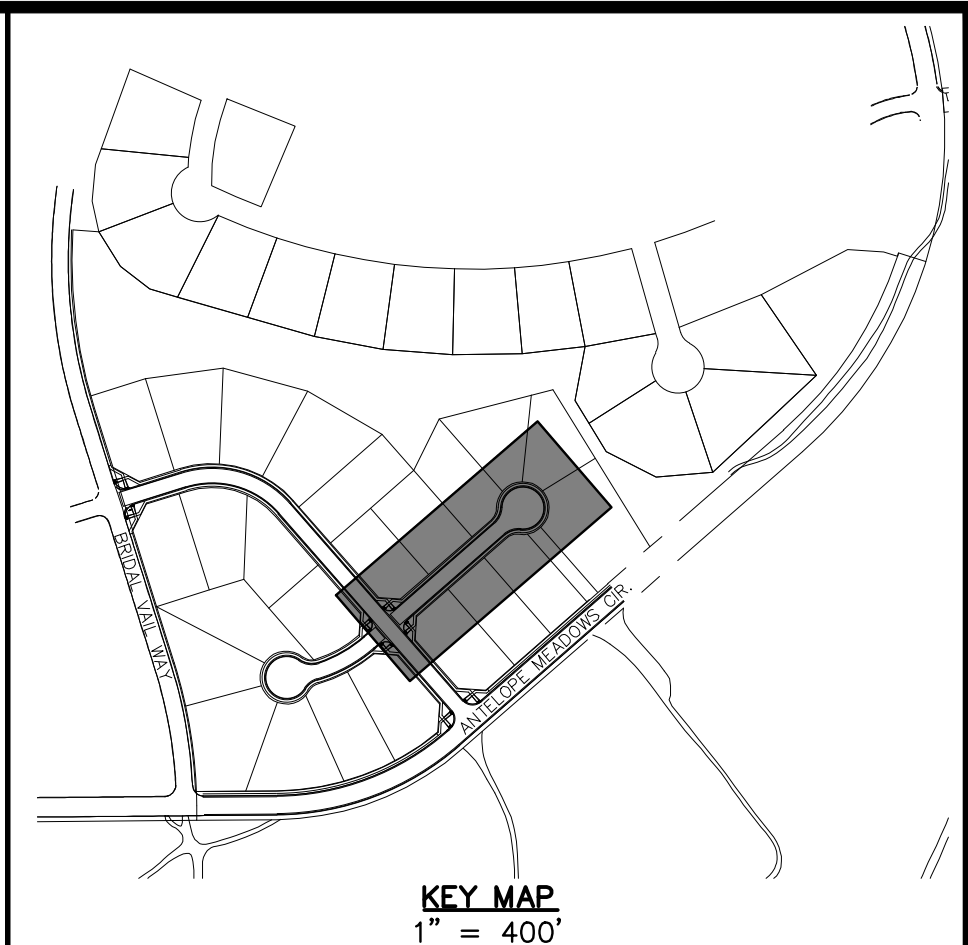 BRIDAL VAIL WAY
ANTELOPE MEADOWS CIR.
KEY MAP
1” = 400’